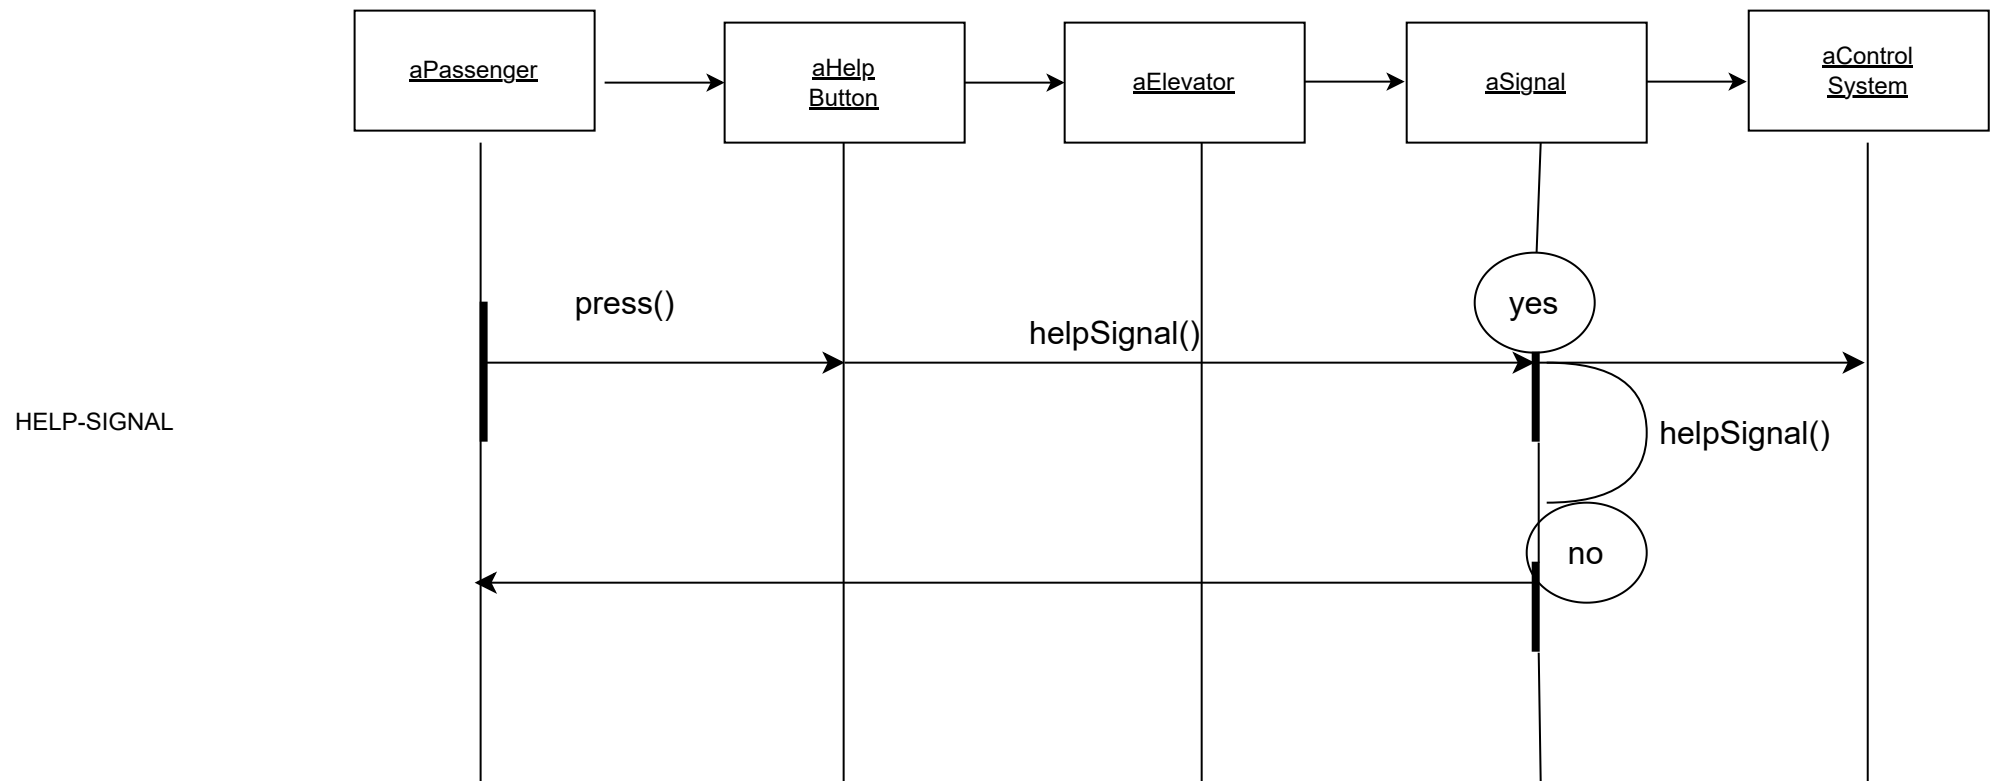 aPassenger
aHelp
Button
aElevator
aSignal
aControl
System
yes
press()
helpSignal()
HELP-SIGNAL
helpSignal()
no